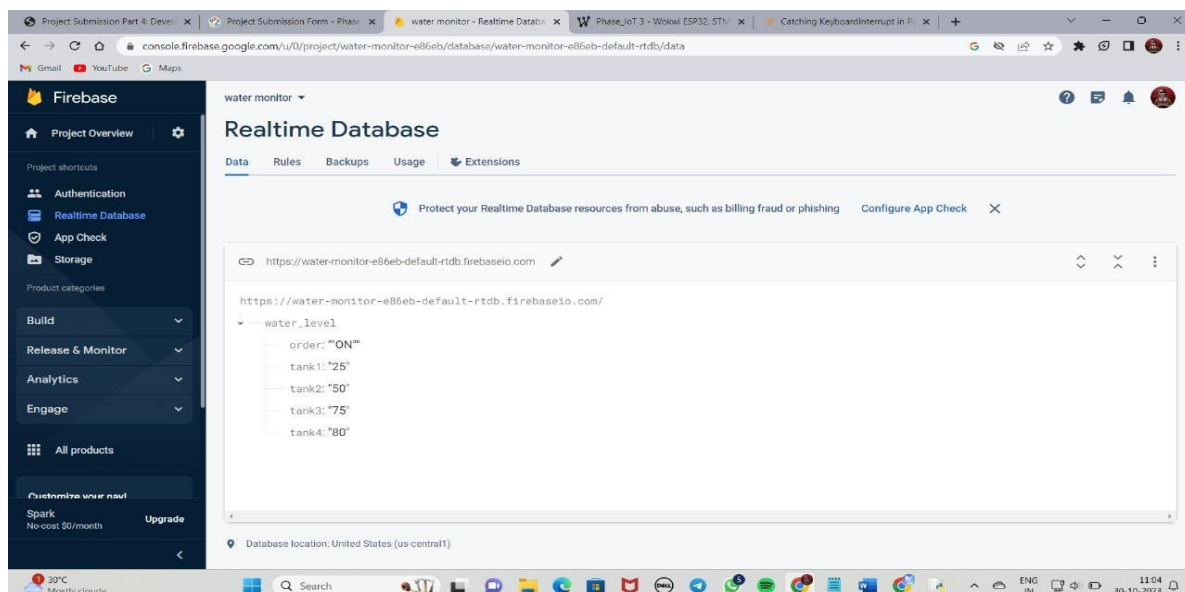 Project Submission Part 4: Devel
Project Submission Form - Phase
water monitor - Realtime Databa
Phase_IoT 3 - Wokwi ESP32, STM
Catching KeyboardInterrupt in P
console.firebase.google.com/u/0/project/water-monitor-e86eb/database/water-monitor-e86eb-default-rtdb/data
Gmail YouTube Maps
Firebase
Project Overview
Project shortcuts
Authentication
Realtime Database
App Check
Storage
Product categories
Build
Release & Monitor
Analytics
Engage
All products
Customize your nav!
Spark
No-cost $0/month
Upgrade
water monitor
Realtime Database
Data Rules Backups Usage Extensions
Protect your Realtime Database resources from abuse, such as billing fraud or phishing Configure App Check
https://water-monitor-e86eb-default-rtdb.firebaseio.com
https://water-monitor-e86eb-default-rtdb.firebaseio.com/
water_level
order: ""ON""
tank1: "25"
tank2: "50"
tank3: "75"
tank4: "80"
Database location: United States (us-central1)
30°C
Mostly cloudy
Search
DELL
ENG
IN
11:04
30-10-2023